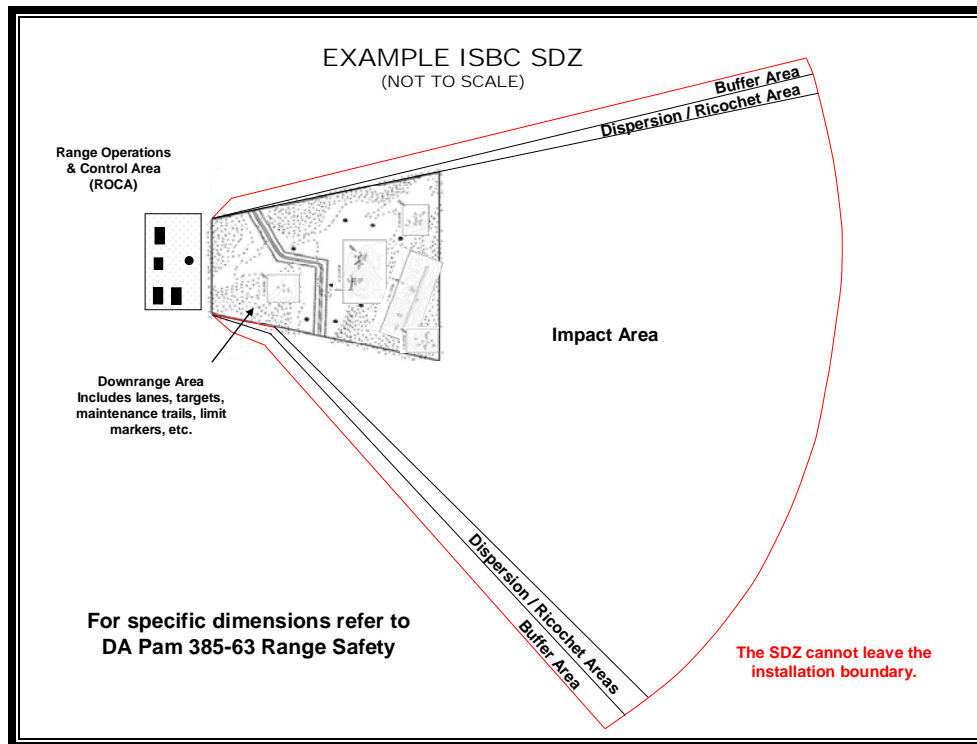 EXAMPLE ISBC SDZ
(NOT TO SCALE)
Buffer Area
Dispersion / Ricochet Area
Range Operations
& Control Area
(ROCA)
Impact Area
Downrange Area
Includes lanes, targets,
maintenance trails, limit
markers, etc.
Dispersion / Ricochet Areas
Buffer Area
For specific dimensions refer to
DA Pam 385-63 Range Safety
The SDZ cannot leave the
installation boundary.